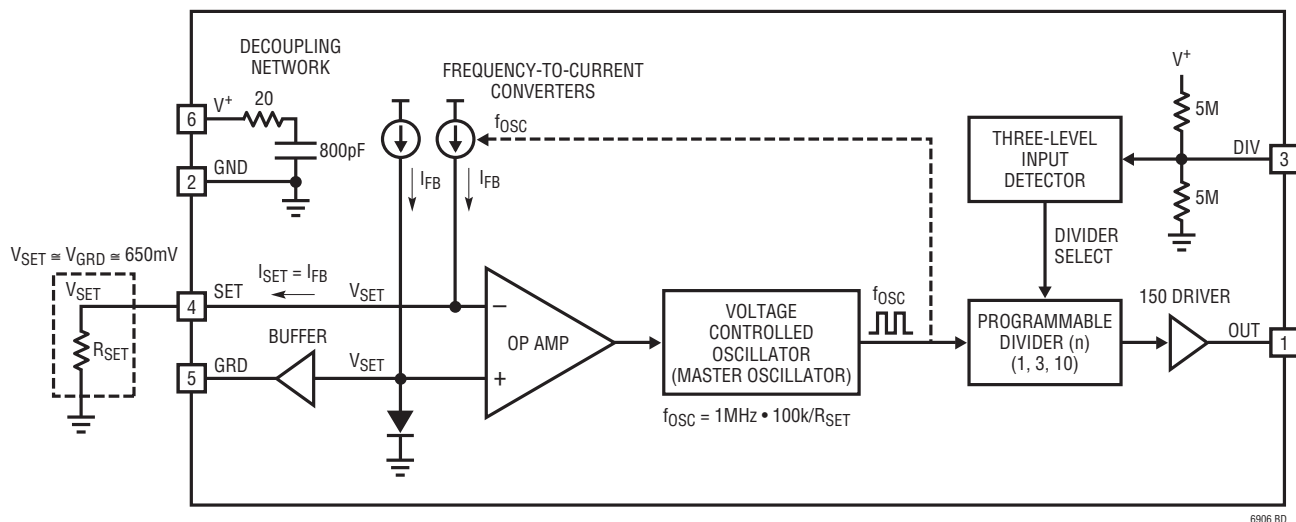 DECOUPLING
NETWORK
6
V+
20
800pF
2
GND
FREQUENCY-TO-CURRENT
CONVERTERS
fOSC
IFB
IFB
V+
5M
THREE-LEVEL
INPUT
DETECTOR
DIV
3
5M
DIVIDER
SELECT
VSET ≅ VGRD ≅ 650mV
VSET
RSET
4
SET
ISET = IFB
VSET
5
GRD
BUFFER
VSET
−
+
OP AMP
VOLTAGE
CONTROLLED
OSCILLATOR
(MASTER OSCILLATOR)
fOSC = 1MHz • 100k/RSET
fOSC
PROGRAMMABLE
DIVIDER (n)
(1, 3, 10)
150 DRIVER
OUT
1
6906 BD